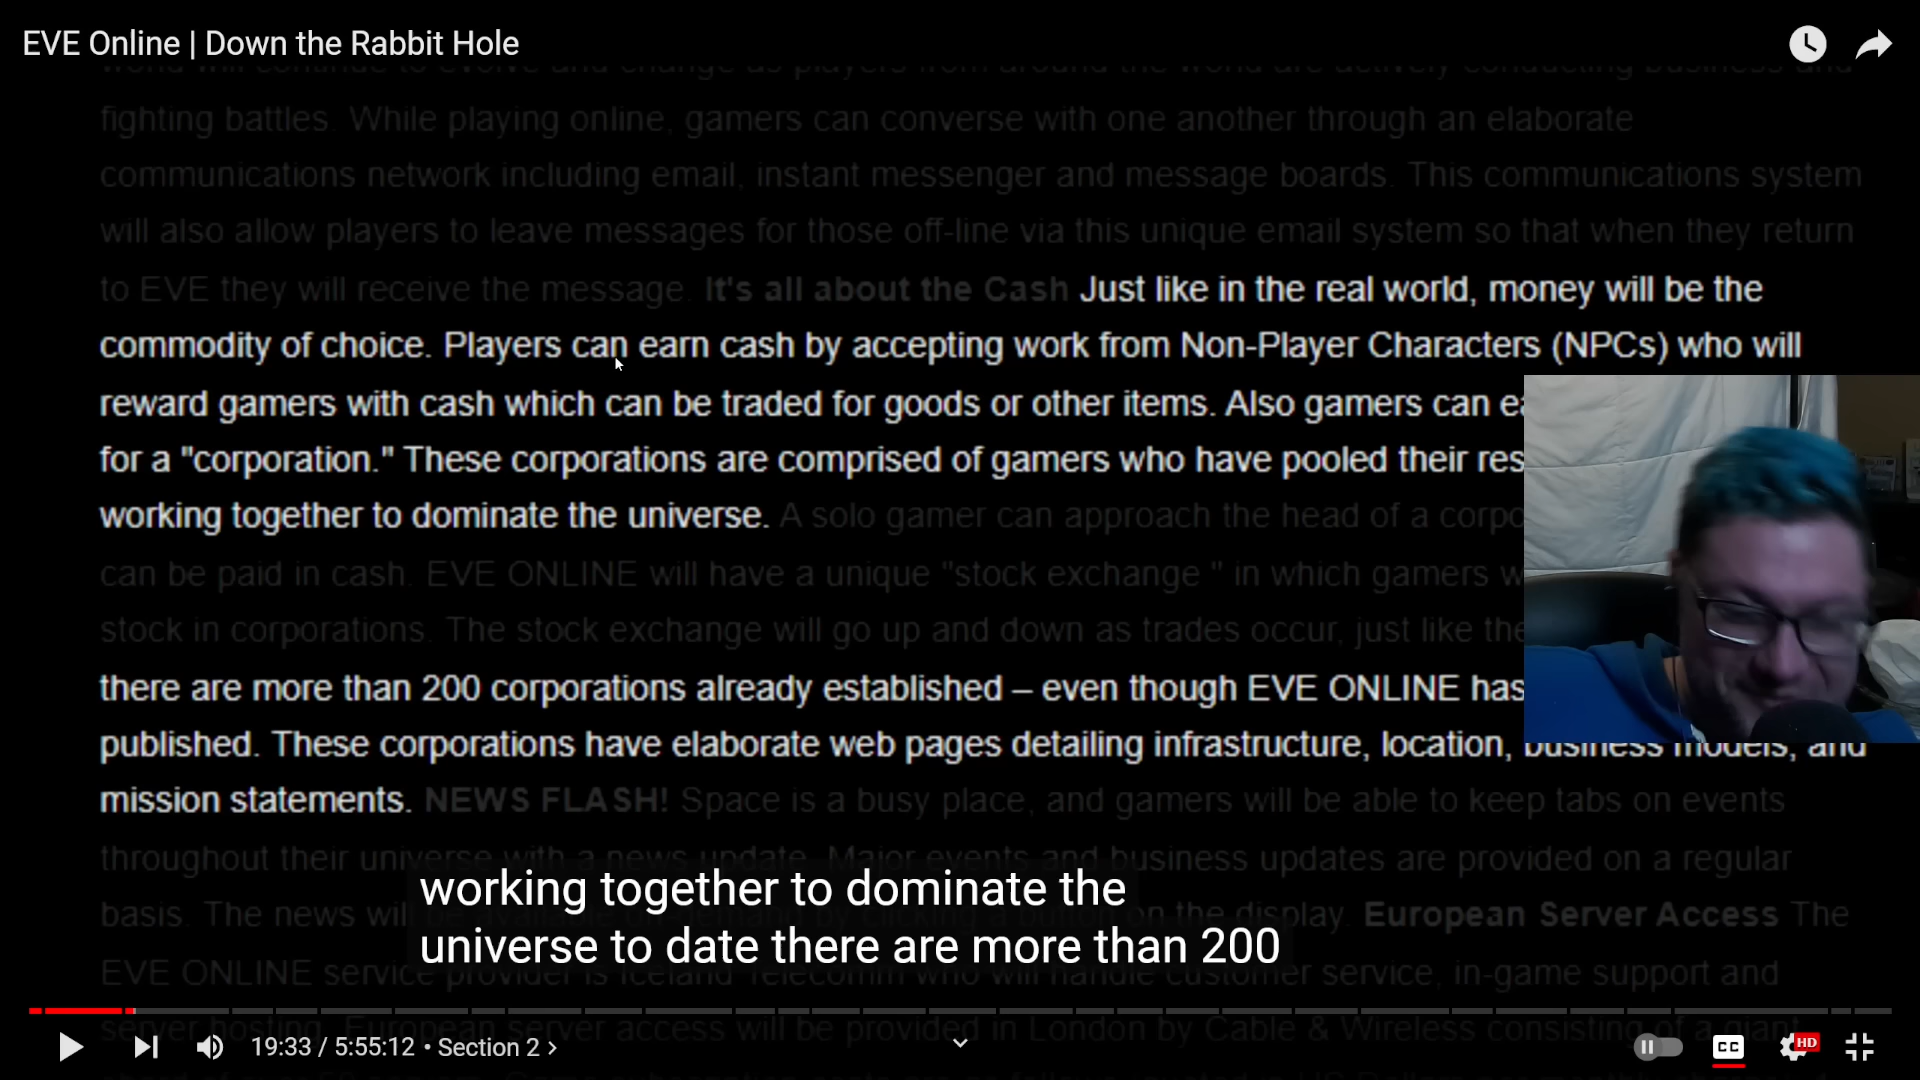 EVE Online | Down the Rabbit Hole
world will continue to evolve and change as players from around the world are actively conducting business and
fighting battles. While playing online, gamers can converse with one another through an elaborate
communications network including email, instant messenger and message boards. This communications system
will also allow players to leave messages for those off-line via this unique email system so that when they return
to EVE they will receive the message. It's all about the Cash Just like in the real world, money will be the
commodity of choice. Players can earn cash by accepting work from Non-Player Characters (NPCs) who will
reward gamers with cash which can be traded for goods or other items. Also gamers can
for a "corporation." These corporations are comprised of gamers who have pooled their
working together to dominate the universe. A solo gamer can approach the head of a
can be paid in cash. EVE ONLINE will have a unique "stock exchange " in which gamers
stock in corporations. The stock exchange will go up and down as trades occur, just like
there are more than 200 corporations already established – even though EVE ONLINE has
published. These corporations have elaborate web pages detailing infrastructure, location, business models, and
mission statements. NEWS FLASH! Space is a busy place, and gamers will be able to keep tabs on events
throughout their universe with a news update. Major events and business updates are provided on a regular
working together to dominate the
basis. The news will on the display. European Server Access The
universe to date there are more than 200
EVE ONLINE service provider is Iceland Telecomm who will handle customer service, in-game support and
server hosting. European server access will be provided in London by Cable & Wireless consisting of a giant
19:33 / 5:55:12 • Section 2 >
CC
HD